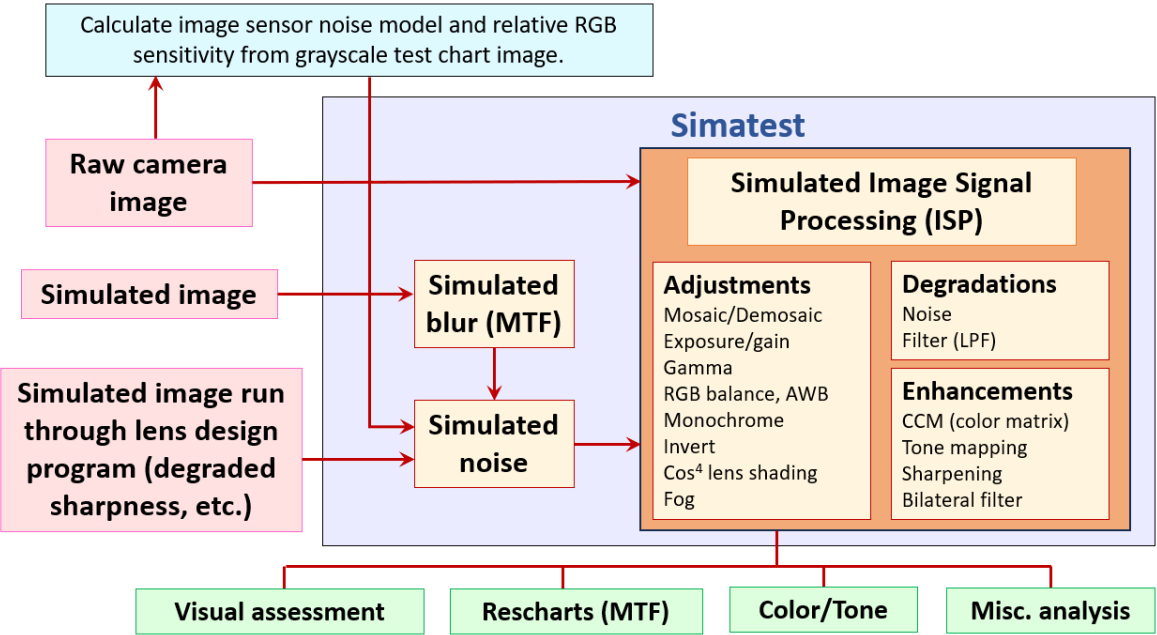 Calculate image sensor noise model and relative RGB
sensitivity from grayscale test chart image.
Simatest
Raw camera
image
Simulated Image Signal
Processing (ISP)
Simulated image
Simulated
blur (MTF)
Adjustments
Mosaic/Demosaic
Exposure/gain
Gamma
RGB balance, AWB
Monochrome
Invert
Cos⁴ lens shading
Fog
Degradations
Noise
Filter (LPF)
Enhancements
CCM (color matrix)
Tone mapping
Sharpening
Bilateral filter
Simulated image run
through lens design
program (degraded
sharpness, etc.)
Simulated
noise
Visual assessment
Rescharts (MTF)
Color/Tone
Misc. analysis